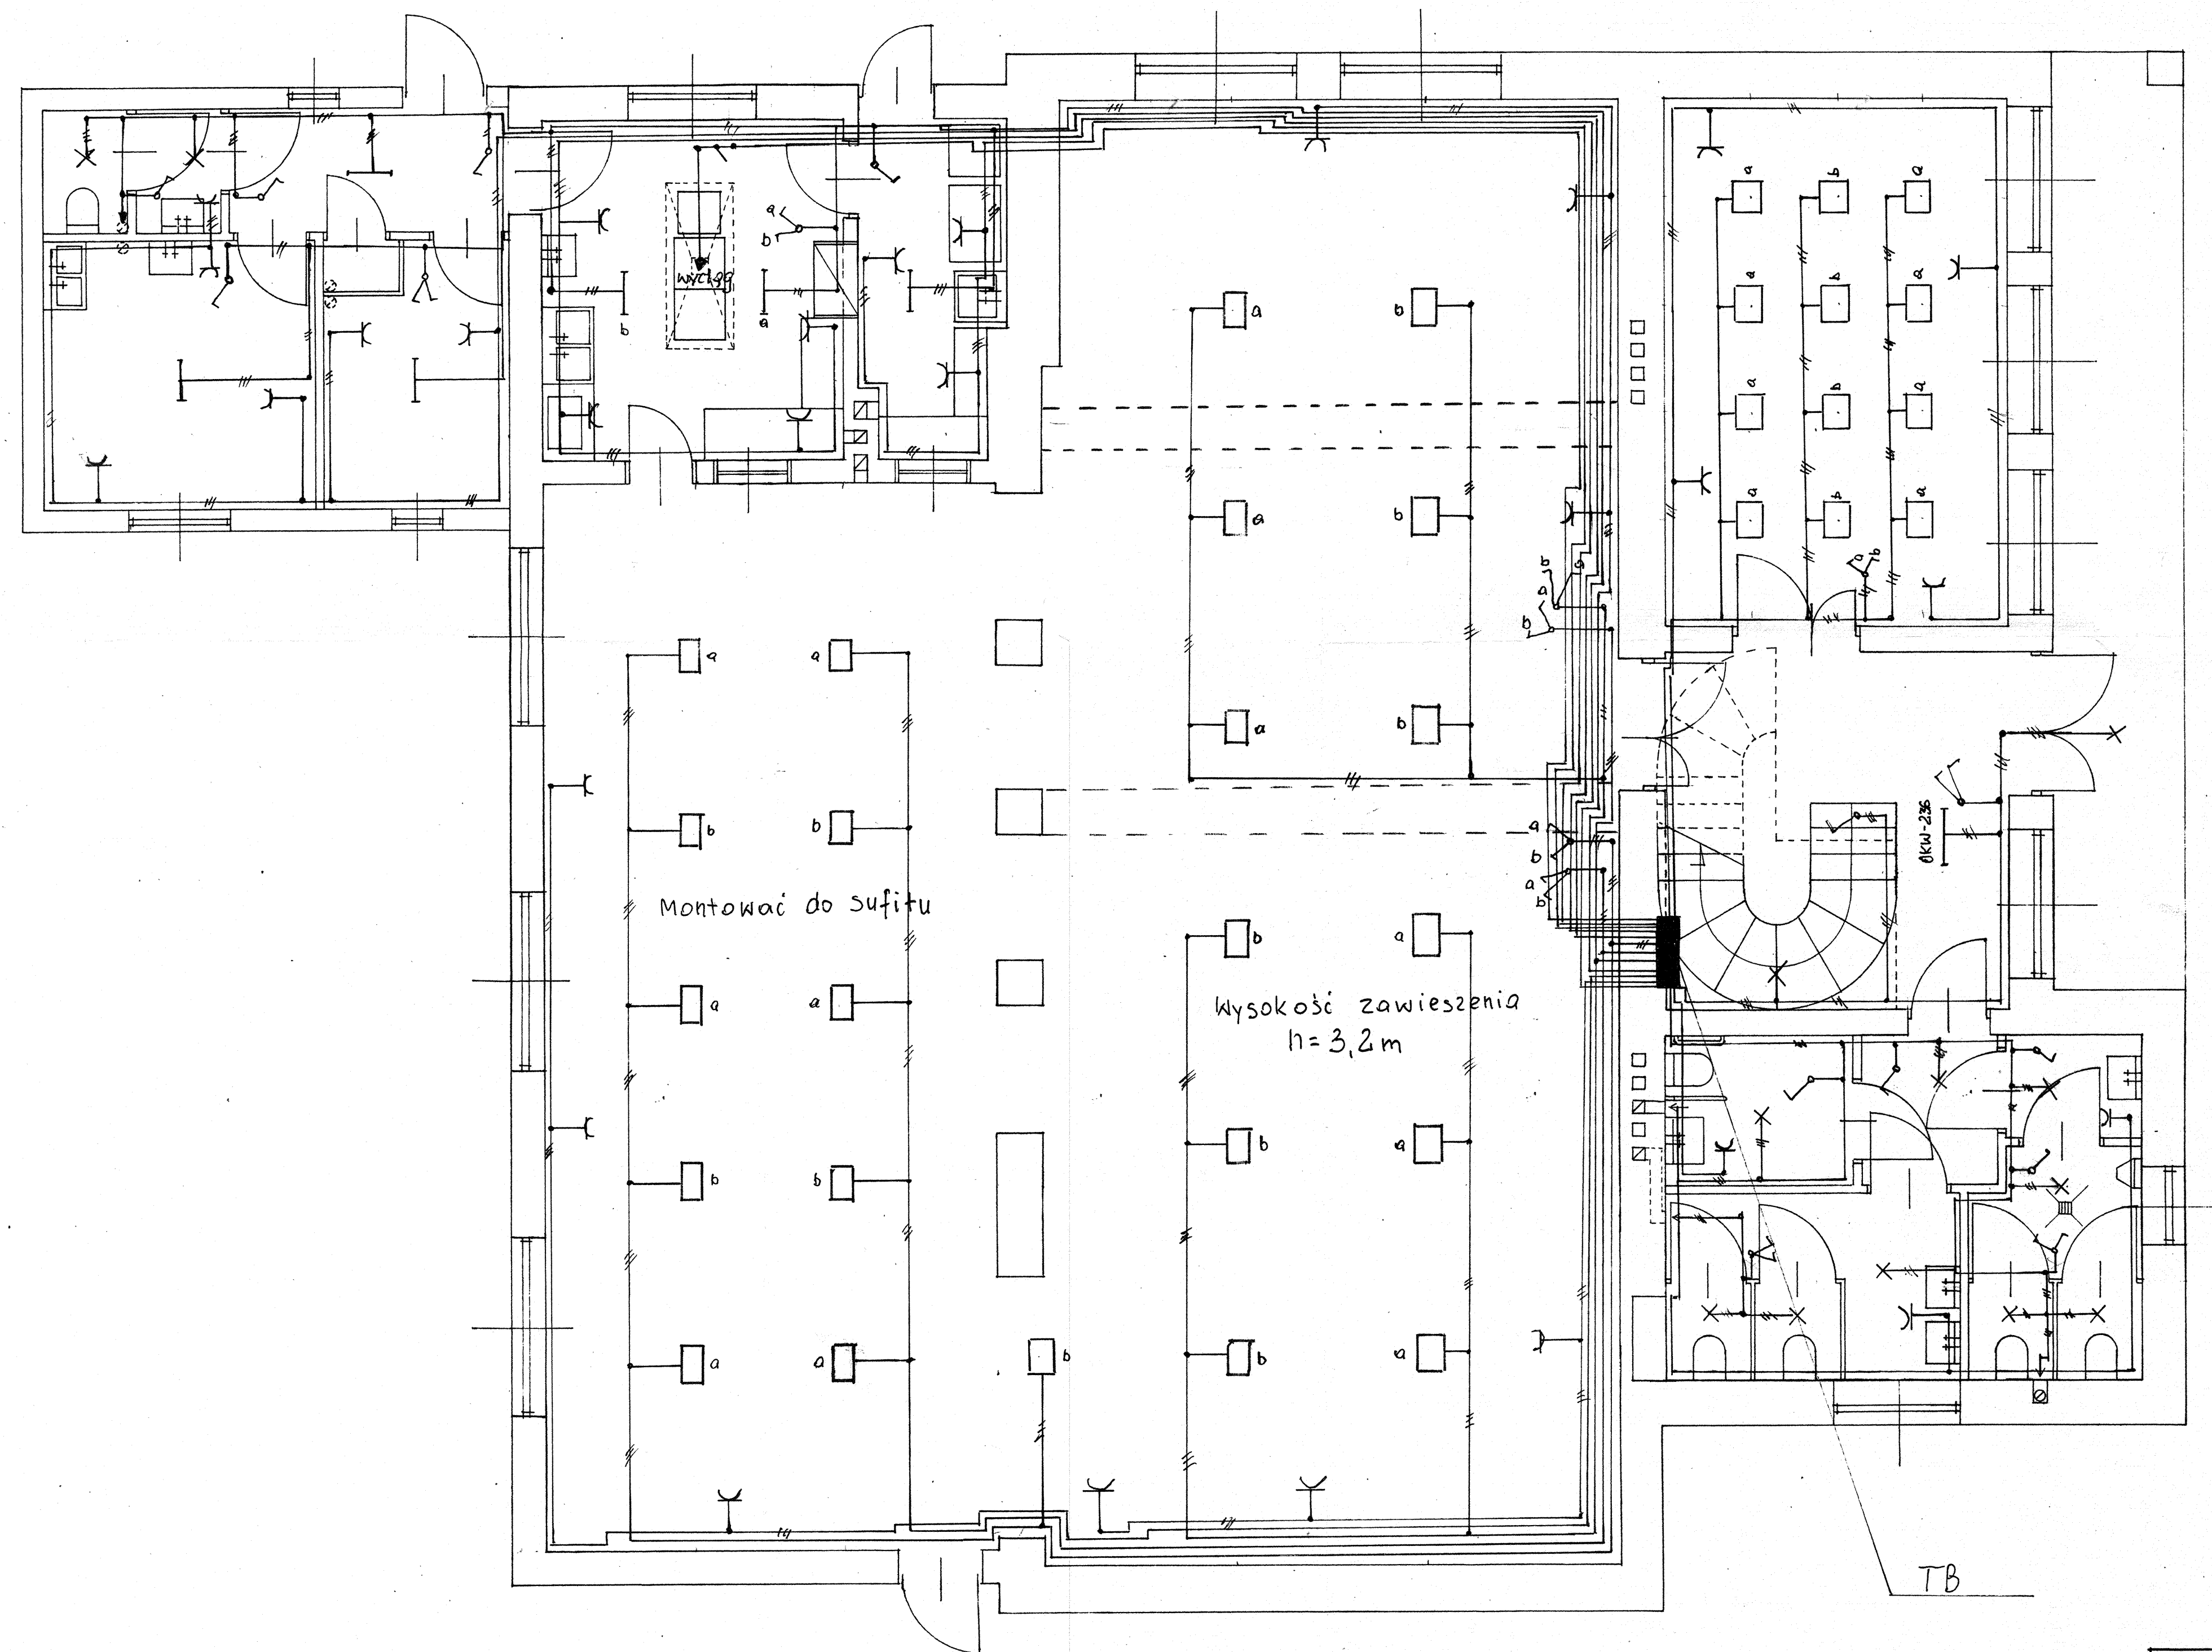 a b a
a
b
wyciąg
b a
a b a
a b
a b a
a b a
a b
a b
b a
a
b
a a
a b
b b
OKW-236
a
b
a
b
Montować do sufitu
b a
a a
Wysokość zawieszenia
h= 3,2m
b a
b b
a a b b a
TB